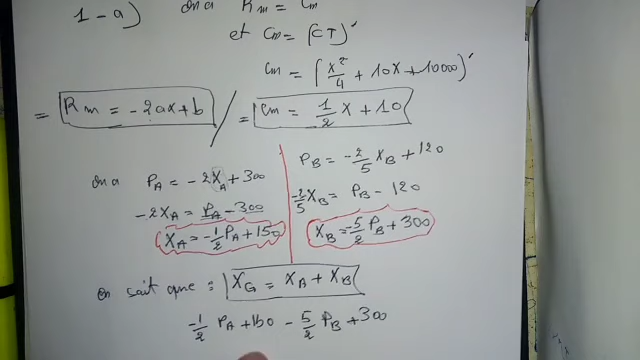 1-a) on a Rm = Cm
et Cm = (CT)'
Cm = (x²/4 + 10x + 10000)'
= Rm = -2ax+b / = Cm = 1/2 x + 10
on a PA = -2XA + 300
-2XA = PA - 300
XA = -1/2 PA + 150
PB = -2/5 XB + 120
-2/5 XB = PB - 120
XB = -5/2 PB + 300
on sait que : XG = XA + XB
-1/2 PA + 150 - 5/2 PB + 300